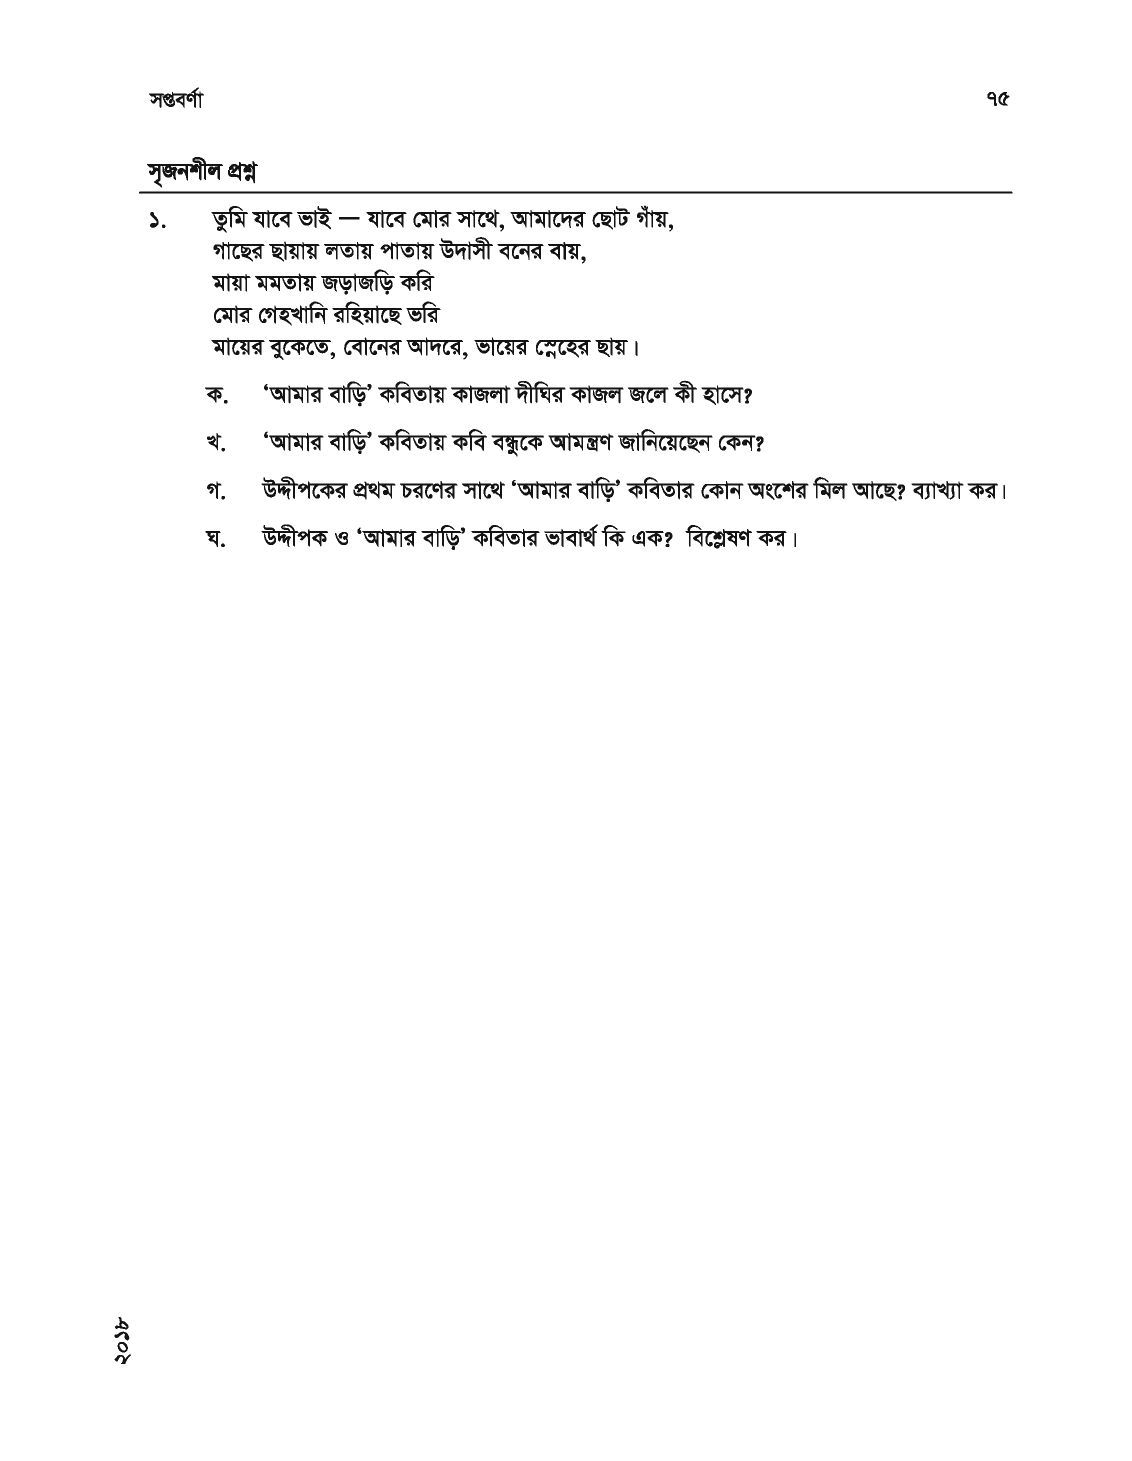 সপ্তবর্ণা ৭৫
সৃজনশীল প্রশ্ন
১. তুমি যাবে ভাই — যাবে মোর সাথে, আমাদের ছোট গাঁয়,
গাছের ছায়ায় লতায় পাতায় উদাসী বনের বায়,
মায়া মমতায় জড়াজড়ি করি
মোর গেহখানি রহিয়াছে ভরি
মায়ের বুকেতে, বোনের আদরে, ভায়ের স্নেহের ছায়।
ক. ‘আমার বাড়ি’ কবিতায় কাজলা দীঘির কাজল জলে কী হাসে?
খ. ‘আমার বাড়ি’ কবিতায় কবি বন্ধুকে আমন্ত্রণ জানিয়েছেন কেন?
গ. উদ্দীপকের প্রথম চরণের সাথে ‘আমার বাড়ি’ কবিতার কোন অংশের মিল আছে? ব্যাখ্যা কর।
ঘ. উদ্দীপক ও ‘আমার বাড়ি’ কবিতার ভাবার্থ কি এক? বিশ্লেষণ কর।
২০১৮